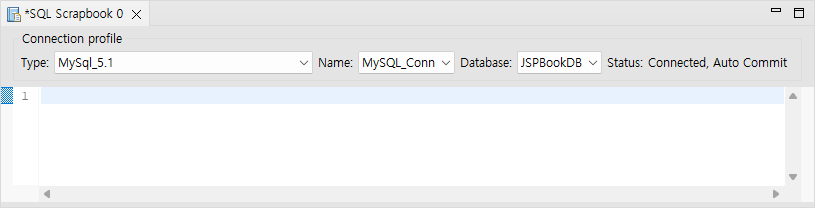 *SQL Scrapbook 0
Connection profile
Type: MySql_5.1 Name: MySQL_Conn Database: JSPBookDB Status: Connected, Auto Commit
1